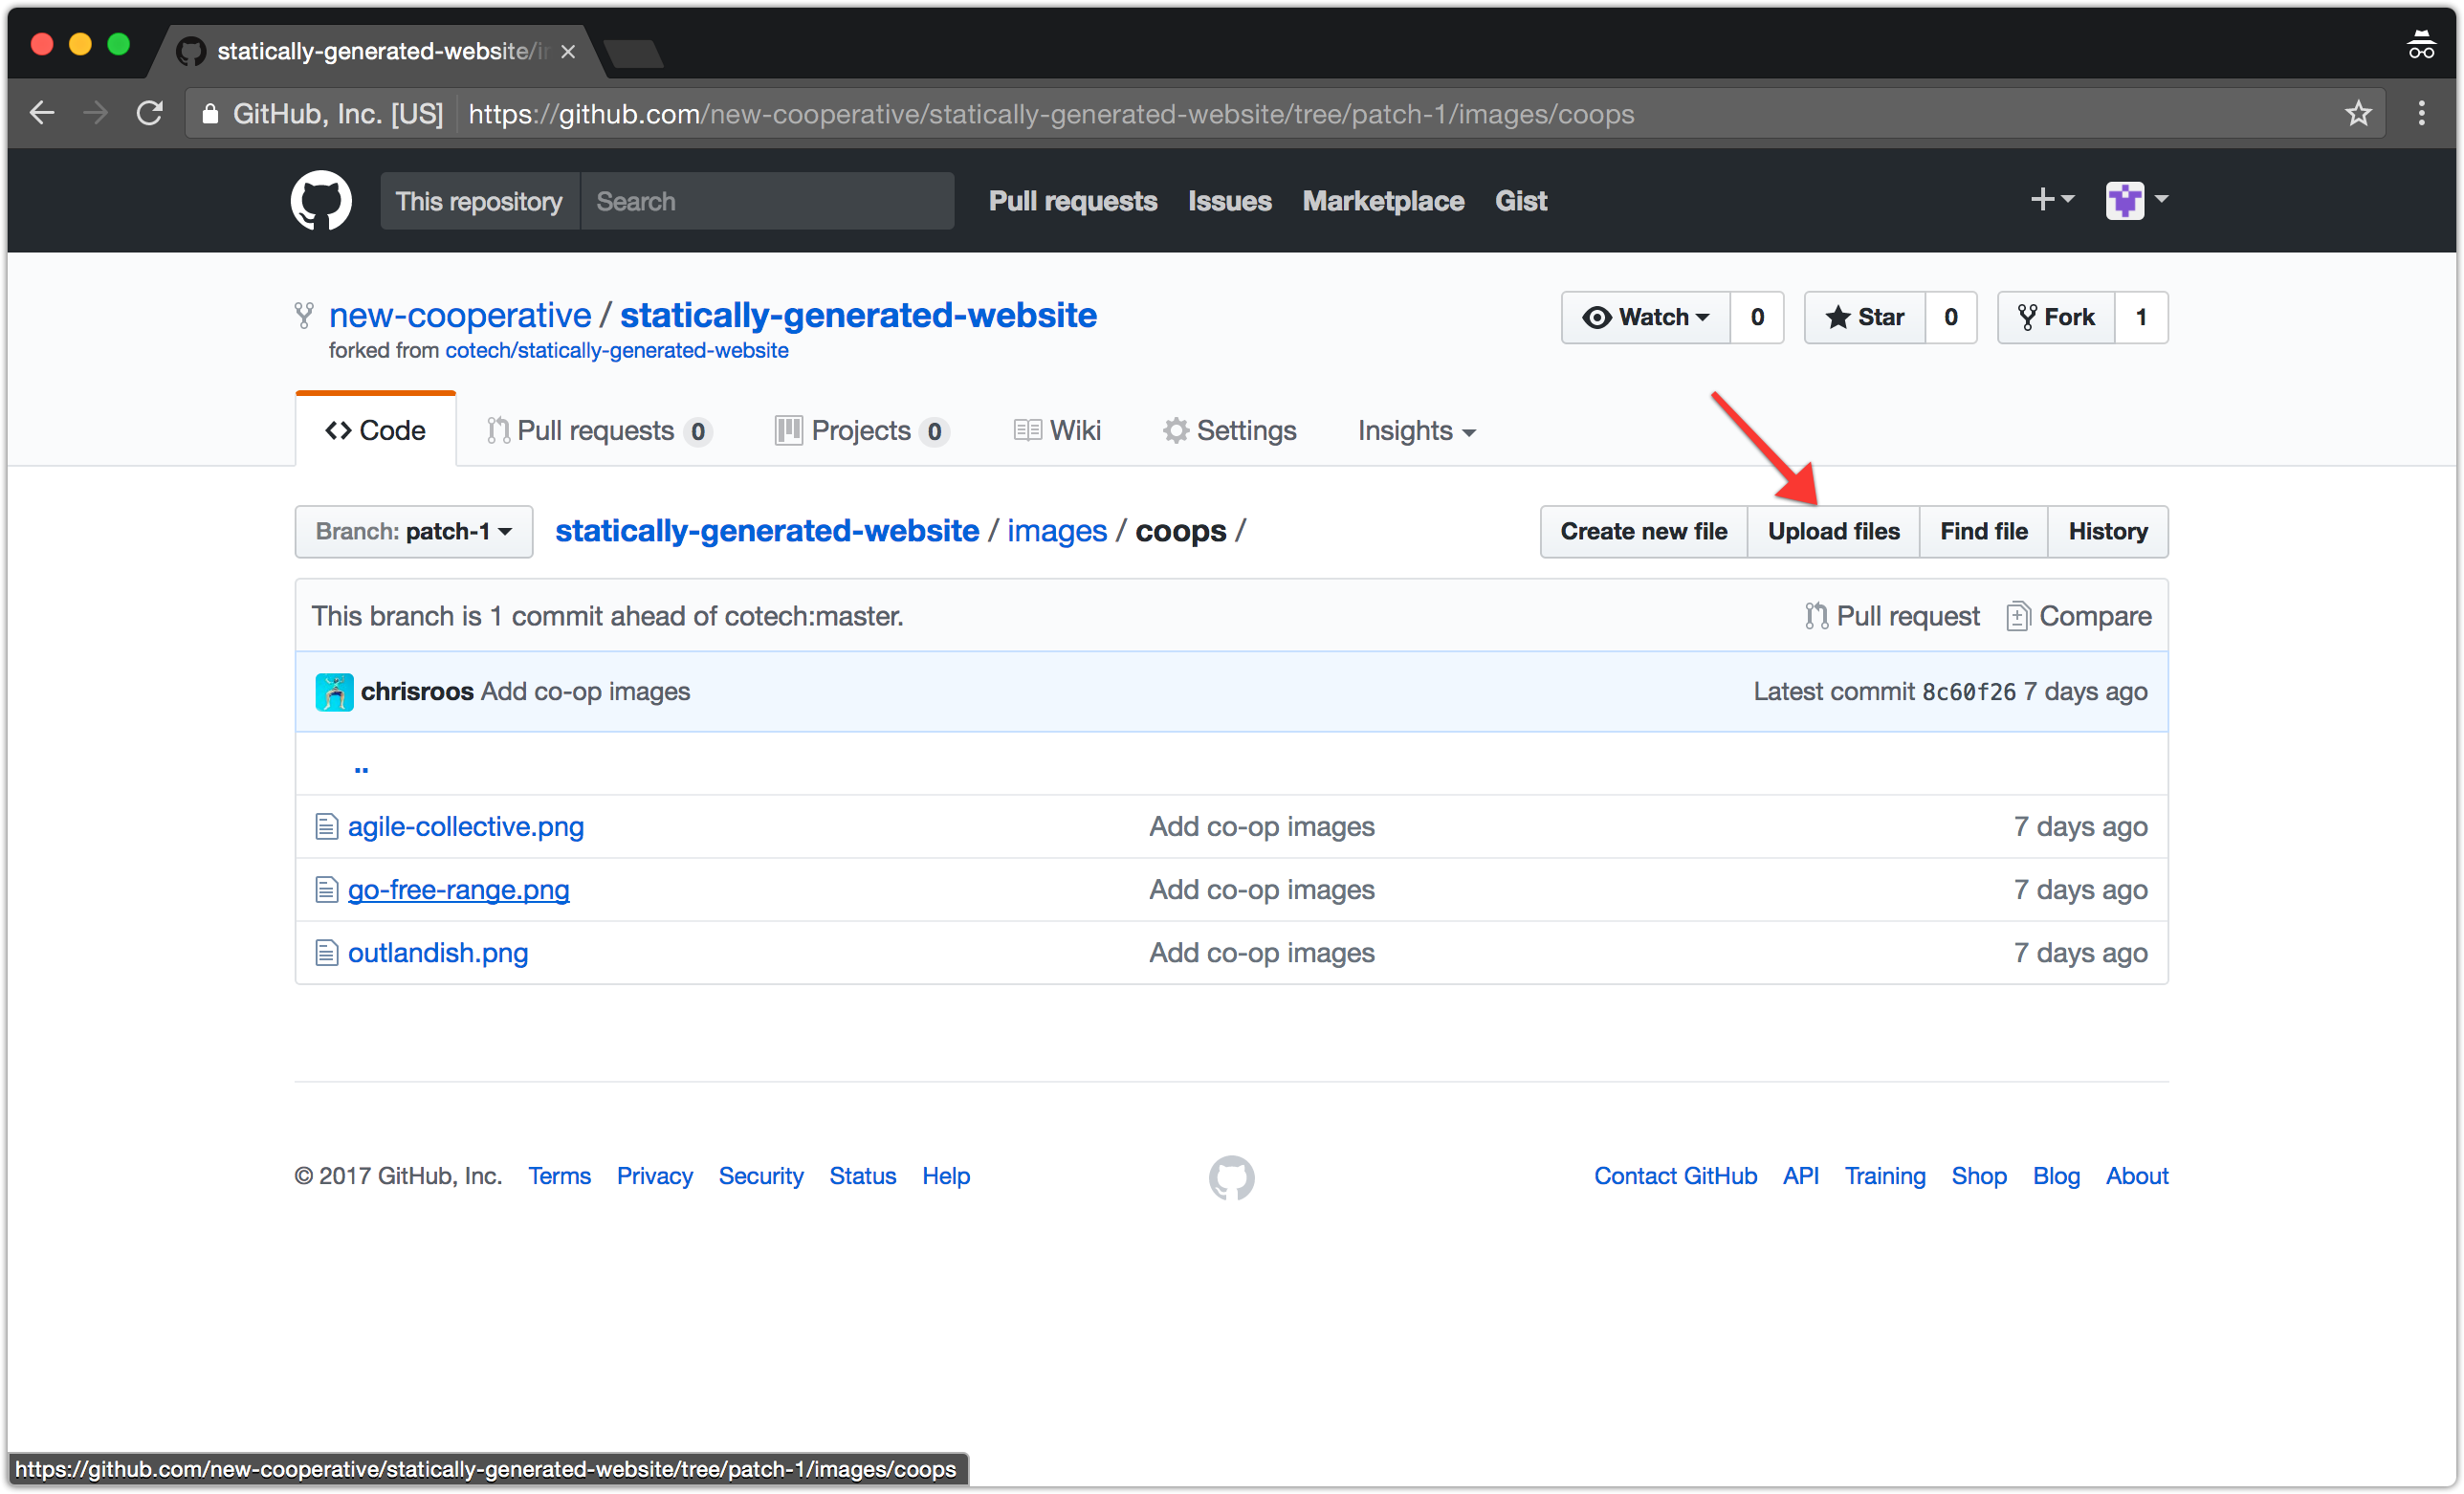 statically-generated-website/i
GitHub, Inc. [US] https://github.com/new-cooperative/statically-generated-website/tree/patch-1/images/coops
This repository Search Pull requests Issues Marketplace Gist
new-cooperative / statically-generated-website Watch 0 Star 0 Fork 1
forked from cotech/statically-generated-website
Code Pull requests 0 Projects 0 Wiki Settings Insights
Branch: patch-1 statically-generated-website / images / coops / Create new file Upload files Find file History
This branch is 1 commit ahead of cotech:master. Pull request Compare
chrisroos Add co-op images Latest commit 8c60f26 7 days ago
..
agile-collective.png Add co-op images 7 days ago
go-free-range.png Add co-op images 7 days ago
outlandish.png Add co-op images 7 days ago
© 2017 GitHub, Inc. Terms Privacy Security Status Help Contact GitHub API Training Shop Blog About
https://github.com/new-cooperative/statically-generated-website/tree/patch-1/images/coops